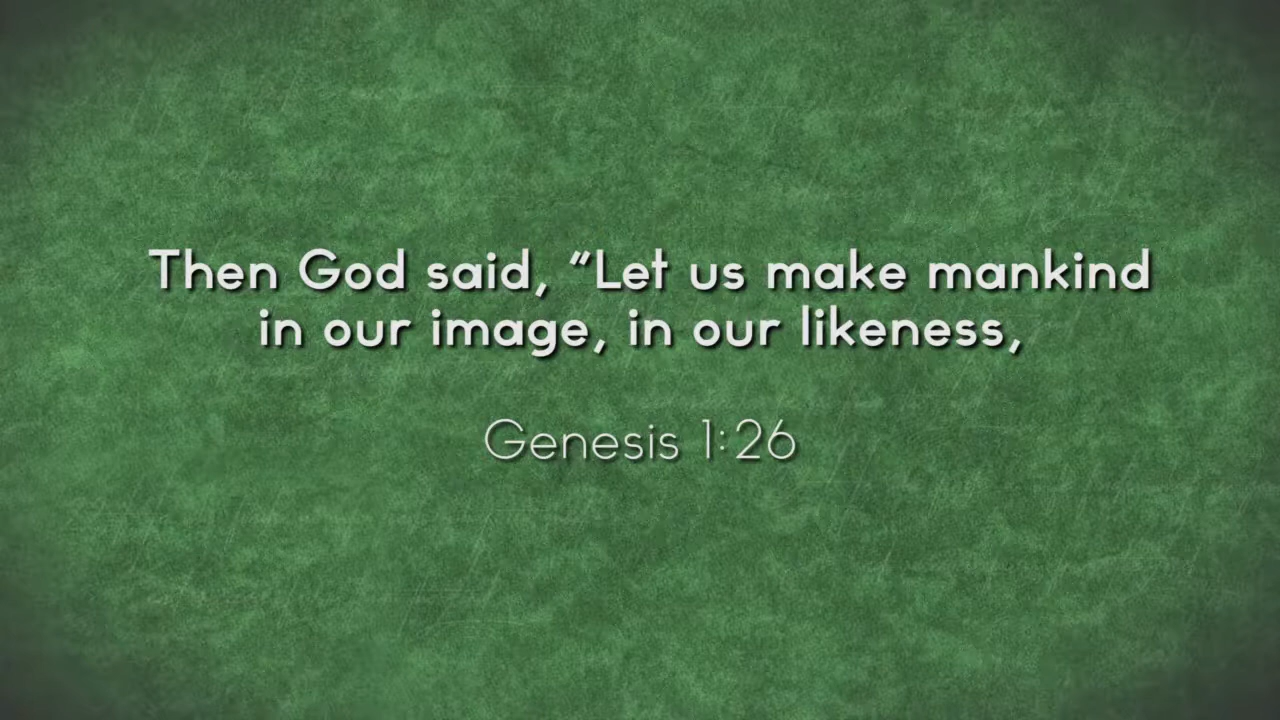 Then God said, “Let us make mankind
in our image, in our likeness,
Genesis 1:26